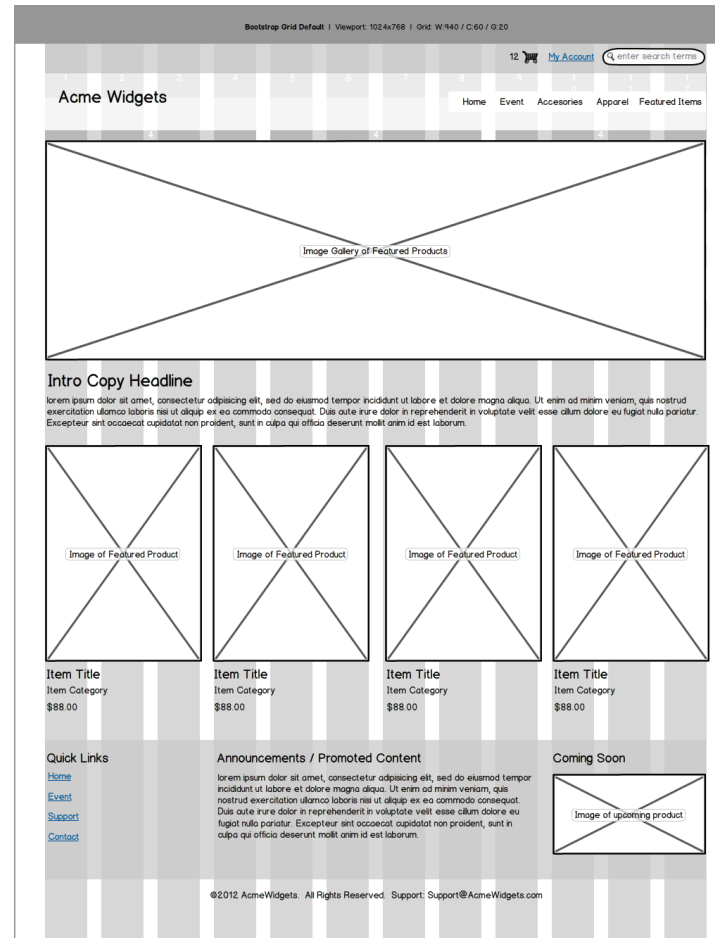 Bootstrap Grid Default | Viewport: 1024x768 | Grid: W:940 / C:60 / G:20
12 My Account enter search terms
1 2 3 4 5 6 7 8 9
Acme Widgets
Home Event Accesories Apparel Featured Items
4 4 4
Image Gallery of Featured Products
Intro Copy Headline
lorem ipsum dolor sit amet, consectetur adipisicing elit, sed do eiusmod tempor incididunt ut labore et dolore magna aliqua. Ut enim ad minim veniam, quis nostrud
exercitation ullamco laboris nisi ut aliquip ex ea commodo consequat. Duis aute irure dolor in reprehenderit in voluptate velit esse cillum dolore eu fugiat nulla pariatur.
Excepteur sint occaecat cupidatat non proident, sunt in culpa qui officia deserunt mollit anim id est laborum.
Image of Featured Product Image of Featured Product Image of Featured Product Image of Featured Product
Item Title Item Title Item Title Item Title
Item Category Item Category Item Category Item Category
$88.00 $88.00 $88.00 $88.00
Quick Links
Home
Event
Support
Contact
Announcements / Promoted Content
lorem ipsum dolor sit amet, consectetur adipisicing elit, sed do eiusmod tempor
incididunt ut labore et dolore magna aliqua. Ut enim ad minim veniam, quis
nostrud exercitation ullamco laboris nisi ut aliquip ex ea commodo consequat.
Duis aute irure dolor in reprehenderit in voluptate velit esse cillum dolore eu
fugiat nulla pariatur. Excepteur sint occaecat cupidatat non proident, sunt in
culpa qui officia deserunt mollit anim id est laborum.
Coming Soon
Image of upcoming product
©2012 AcmeWidgets. All Rights Reserved. Support: Support@AcmeWidgets.com